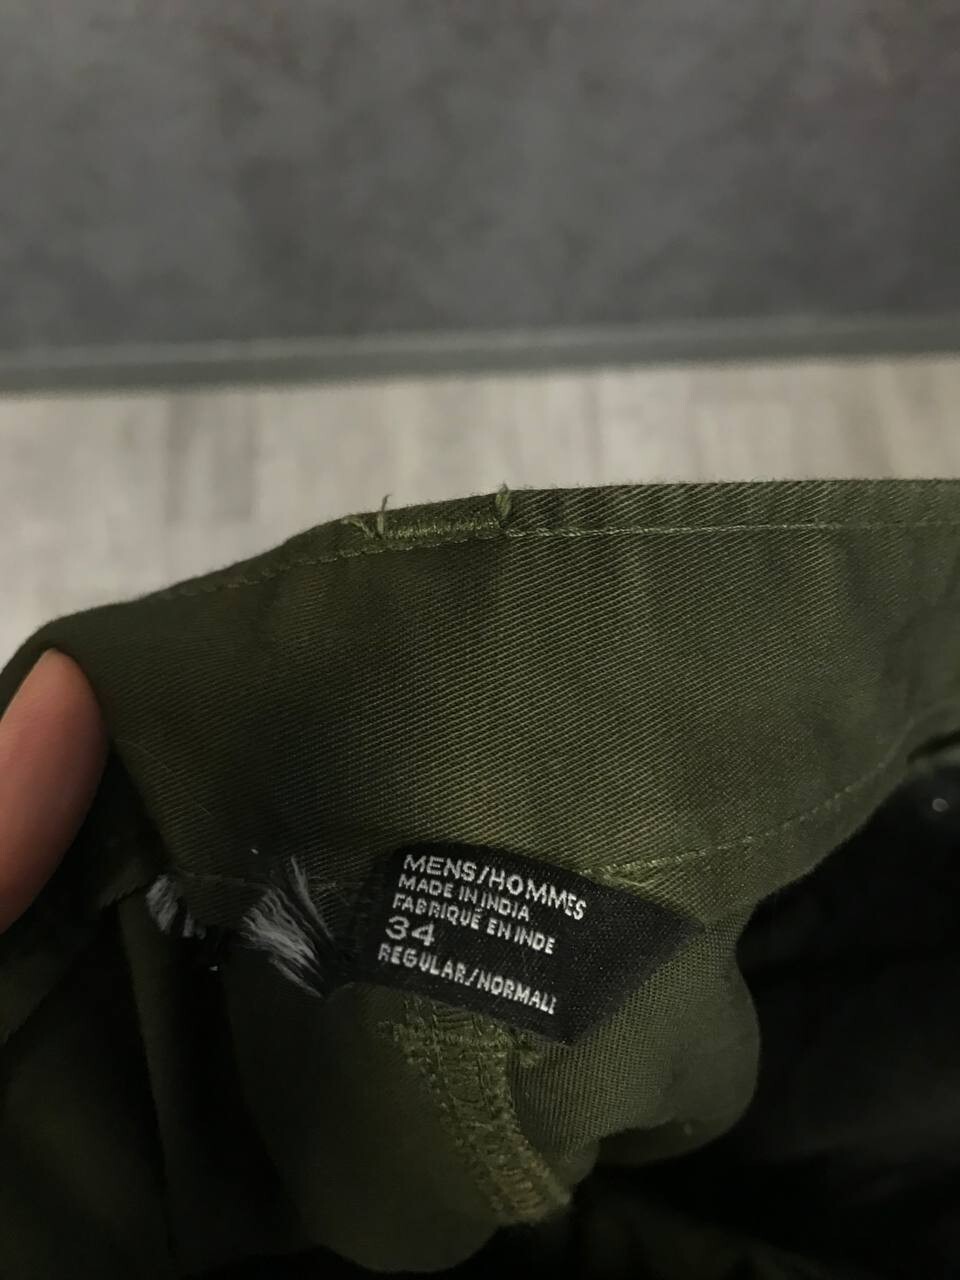 MENS/HOMMES
MADE IN INDIA
FABRIQUÉ EN INDE
34
REGULAR/NORMALE